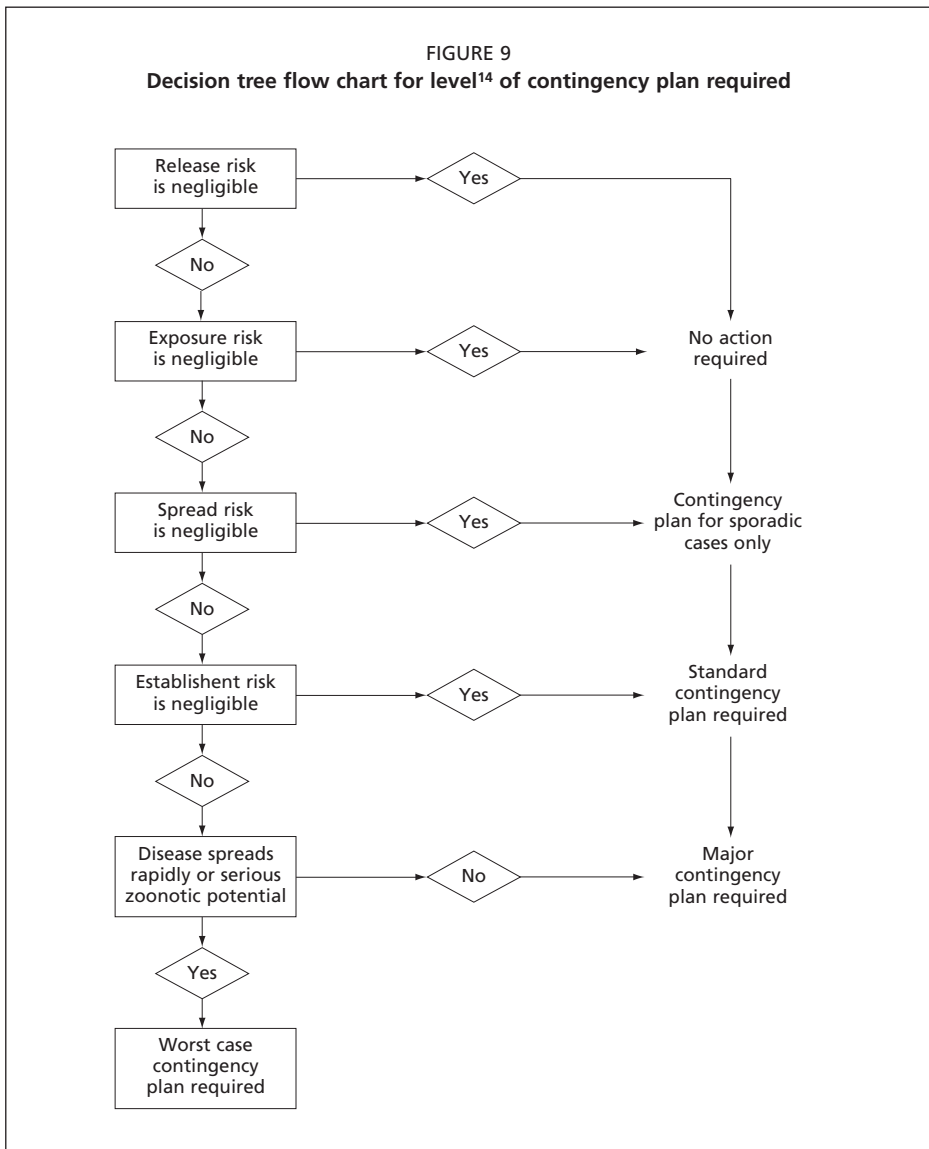 FIGURE 9
Decision tree flow chart for level¹⁴ of contingency plan required
Release risk
is negligible
Yes
No
Exposure risk
is negligible
Yes
No action
required
No
Spread risk
is negligible
Yes
Contingency
plan for sporadic
cases only
No
Establishent risk
is negligible
Yes
Standard
contingency
plan required
No
Disease spreads
rapidly or serious
zoonotic potential
No
Major
contingency
plan required
Yes
Worst case
contingency
plan required